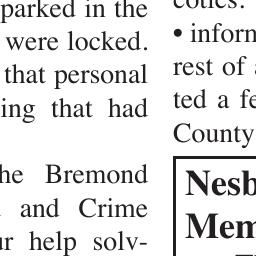 parked in the
were locked.
that personal
ing that had
he Bremond
and Crime
ur help solv-
cotics.
• inforn
rest of
ted a fe
County
Nesb
Mem